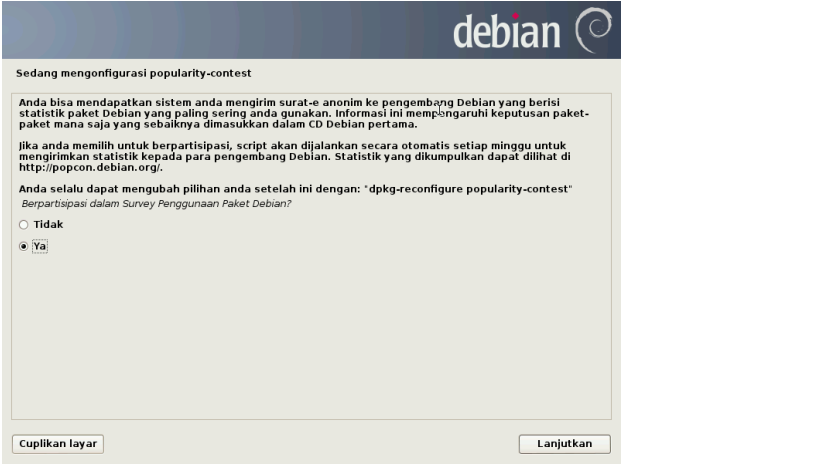 debian
Sedang mengonfigurasi popularity-contest
Anda bisa mendapatkan sistem anda mengirim surat-e anonim ke pengembang Debian yang berisi
statistik paket Debian yang paling sering anda gunakan. Informasi ini mempengaruhi keputusan paket-
paket mana saja yang sebaiknya dimasukkan dalam CD Debian pertama.
Jika anda memilih untuk berpartisipasi, script akan dijalankan secara otomatis setiap minggu untuk
mengirimkan statistik kepada para pengembang Debian. Statistik yang dikumpulkan dapat dilihat di
http://popcon.debian.org/.
Anda selalu dapat mengubah pilihan anda setelah ini dengan: "dpkg-reconfigure popularity-contest"
Berpartisipasi dalam Survey Penggunaan Paket Debian?
Tidak
Ya
Cuplikan layar
Lanjutkan